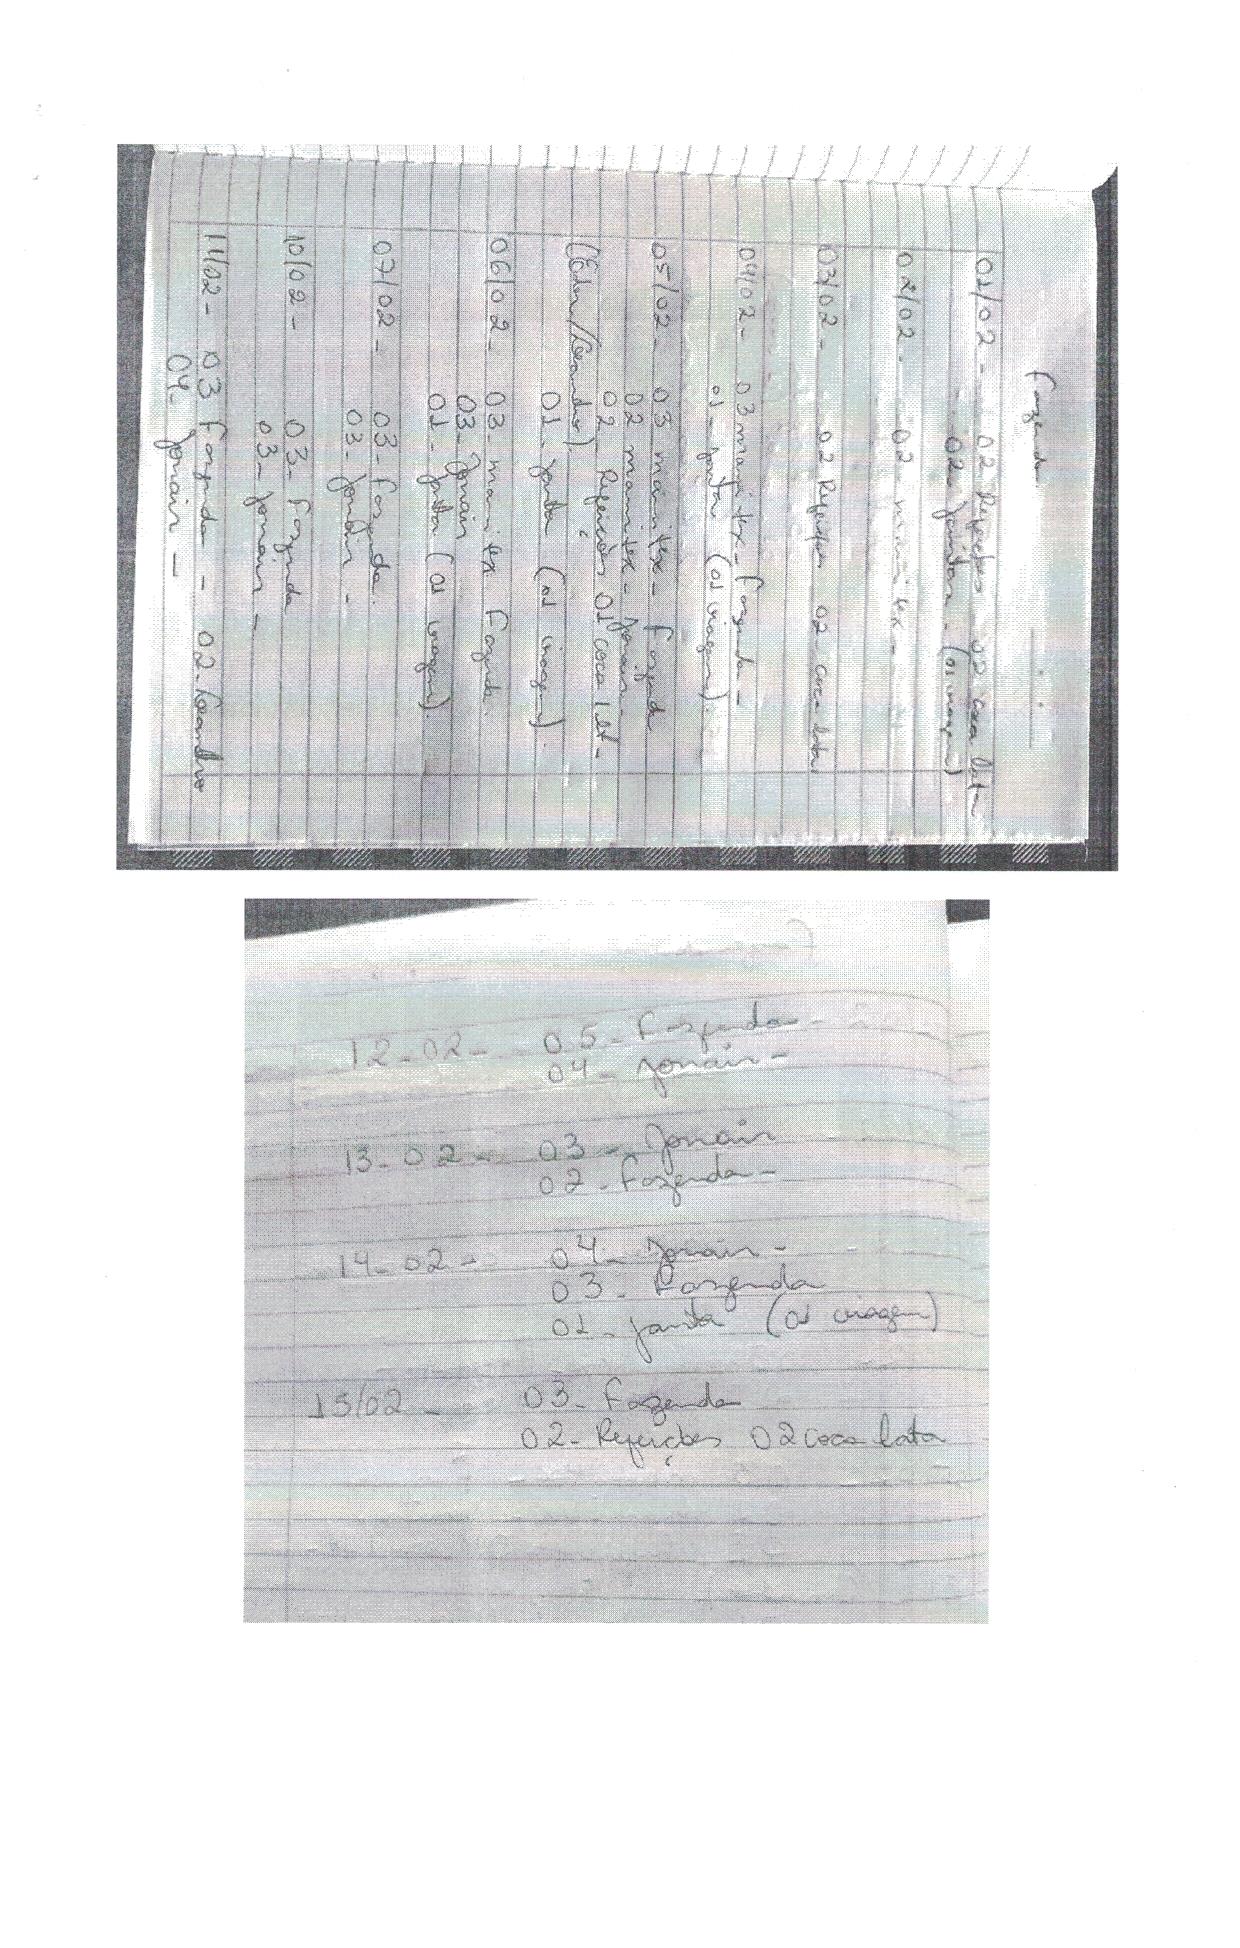 Fazenda
01/02 - 02 Refeições 02 coca lata
02 - Jantar - (os viagem)
02/02 - 02 - marmitex -
03/02 - 02 Refeições 02 coca lata
04/02 - 03 marmitex - Fazenda -
01 - Janta (01 viagem).
05/02 - 03 marmitex - Fazenda
02 marmitex - Jonair -
02 - Refeições 01 coca 1 lt -
(Eder/Leandro).
01 - Janta (01 viagem).
06/02 - 03 - marmitex Fazenda.
03 - Jonair
01 - Janta (01 viagem).
07/02 - 03 - Fazenda.
03 - Jonair -
10/02 - 03 - Fazenda
03 - Jonair -
11/02 - 03 Fazenda - 02 - Leandro
04 - Jonair -
12-02 - 05 - Fazenda -
04 - Jonair -
13-02 - 03 - Jonair
02 - Fazenda -
14-02 - 04 - Jonair -
03 - Fazenda
01 - Janta (01 viagem)
15/02 - 03 - Fazenda
02 - Refeições 02 coca lata